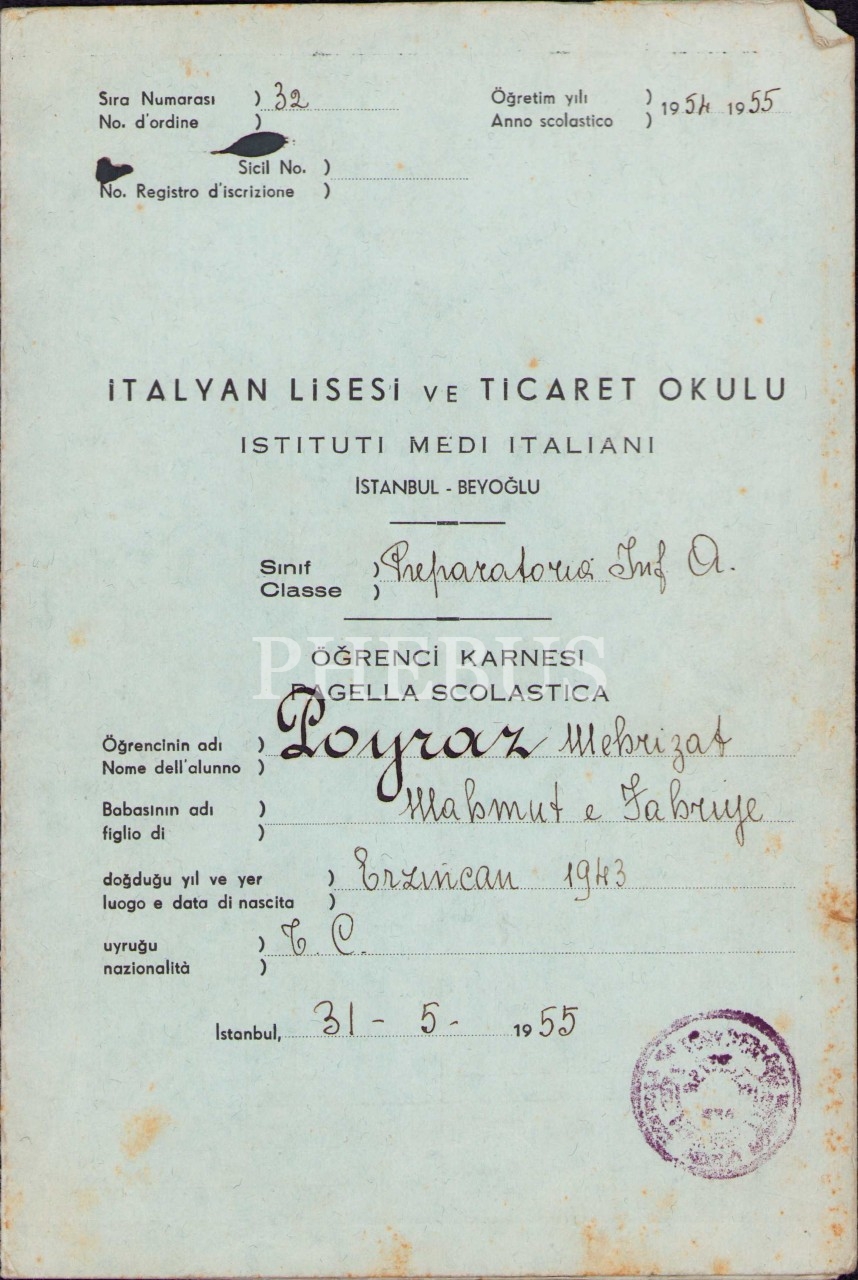 Sıra Numarası ) 32
No. d'ordine )
Öğretim yılı ) 1954 1955
Anno scolastico )
Sicil No. )
No. Registro d'iscrizione )
İTALYAN LİSESİ VE TİCARET OKULU
ISTITUTI MEDI ITALIANI
İSTANBUL - BEYOĞLU
Sınıf ) Preparatoria Inf A.
Classe )
PHEBUS
ÖĞRENCİ KARNESI
PAGELLA SCOLASTICA
Öğrencinin adı ) Poyraz Mehrizat
Nome dell'alunno )
Babasının adı ) Mahmut e Fahriye
figlio di )
doğduğu yıl ve yer ) Erzincan 1943
luogo e data di nascita )
uyruğu ) T. C.
nazionalità )
İstanbul, 31 - 5 - 1955